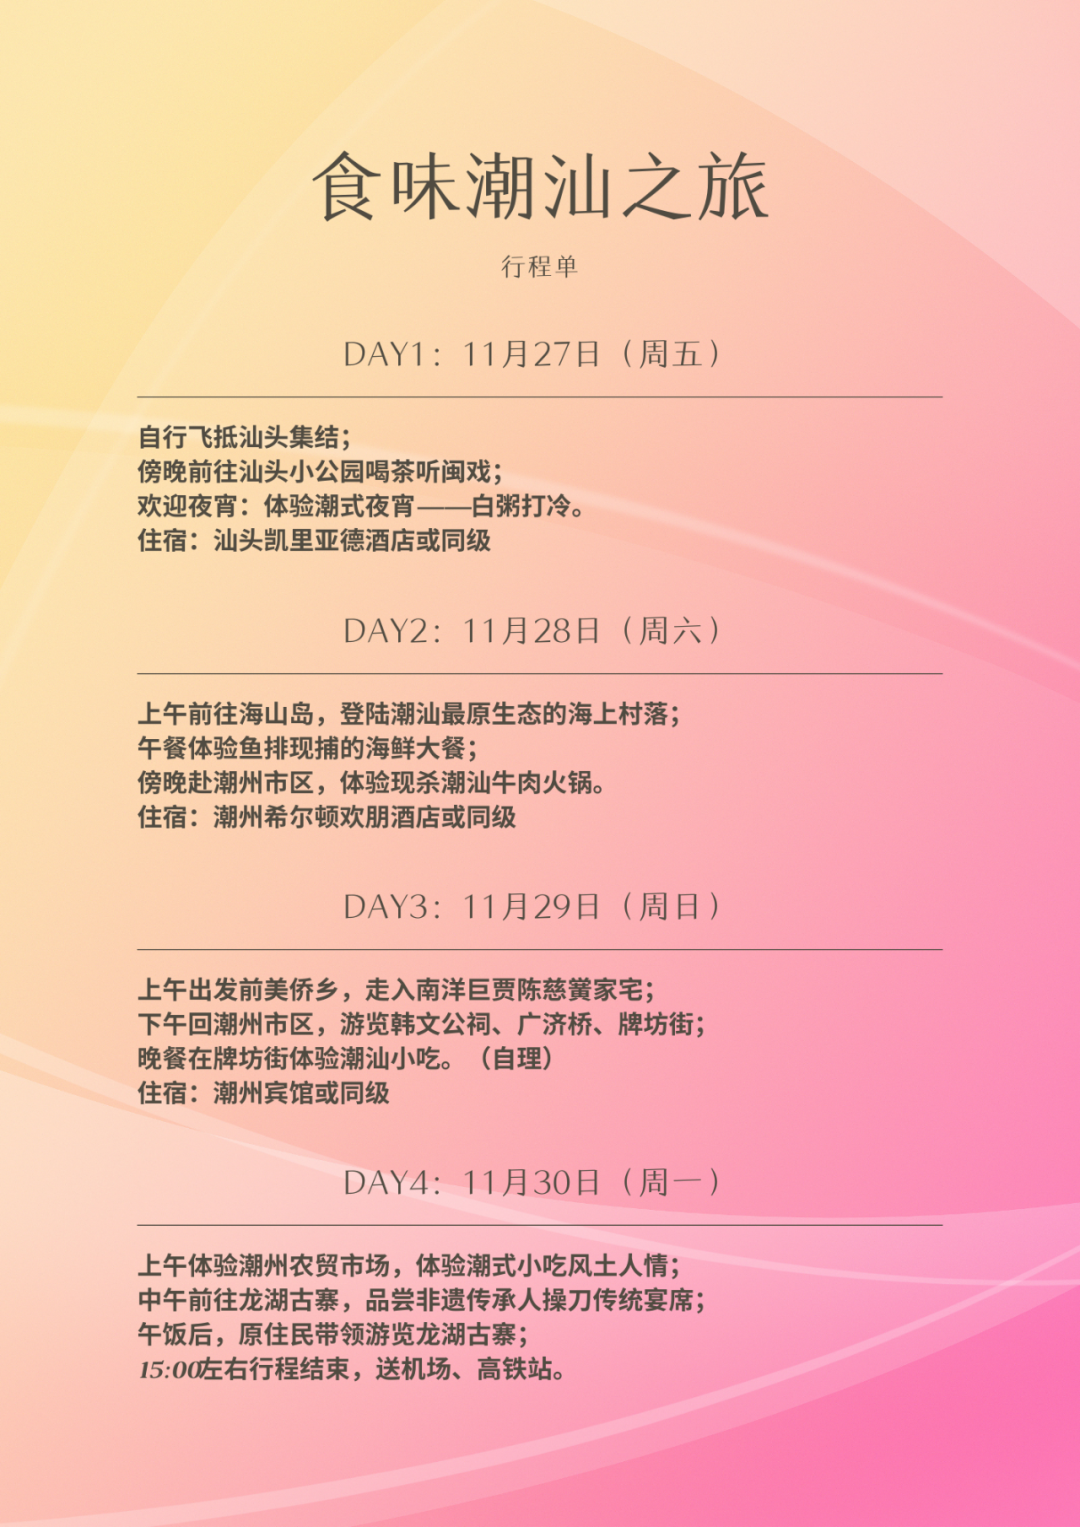 食味潮汕之旅
行程单
DAY1：11月27日（周五）
自行飞抵汕头集结；
傍晚前往汕头小公园喝茶听闽戏；
欢迎夜宵：体验潮式夜宵——白粥打冷。
住宿：汕头凯里亚德酒店或同级
DAY2：11月28日（周六）
上午前往海山岛，登陆潮汕最原生态的海上村落；
午餐体验鱼排现捕的海鲜大餐；
傍晚赴潮州市区，体验现杀潮汕牛肉火锅。
住宿：潮州希尔顿欢朋酒店或同级
DAY3：11月29日（周日）
上午出发前美侨乡，走入南洋巨贾陈慈黉家宅；
下午回潮州市区，游览韩文公祠、广济桥、牌坊街；
晚餐在牌坊街体验潮汕小吃。（自理）
住宿：潮州宾馆或同级
DAY4：11月30日（周一）
上午体验潮州农贸市场，体验潮式小吃风土人情；
中午前往龙湖古寨，品尝非遗传承人操刀传统宴席；
午饭后，原住民带领游览龙湖古寨；
15:00左右行程结束，送机场、高铁站。